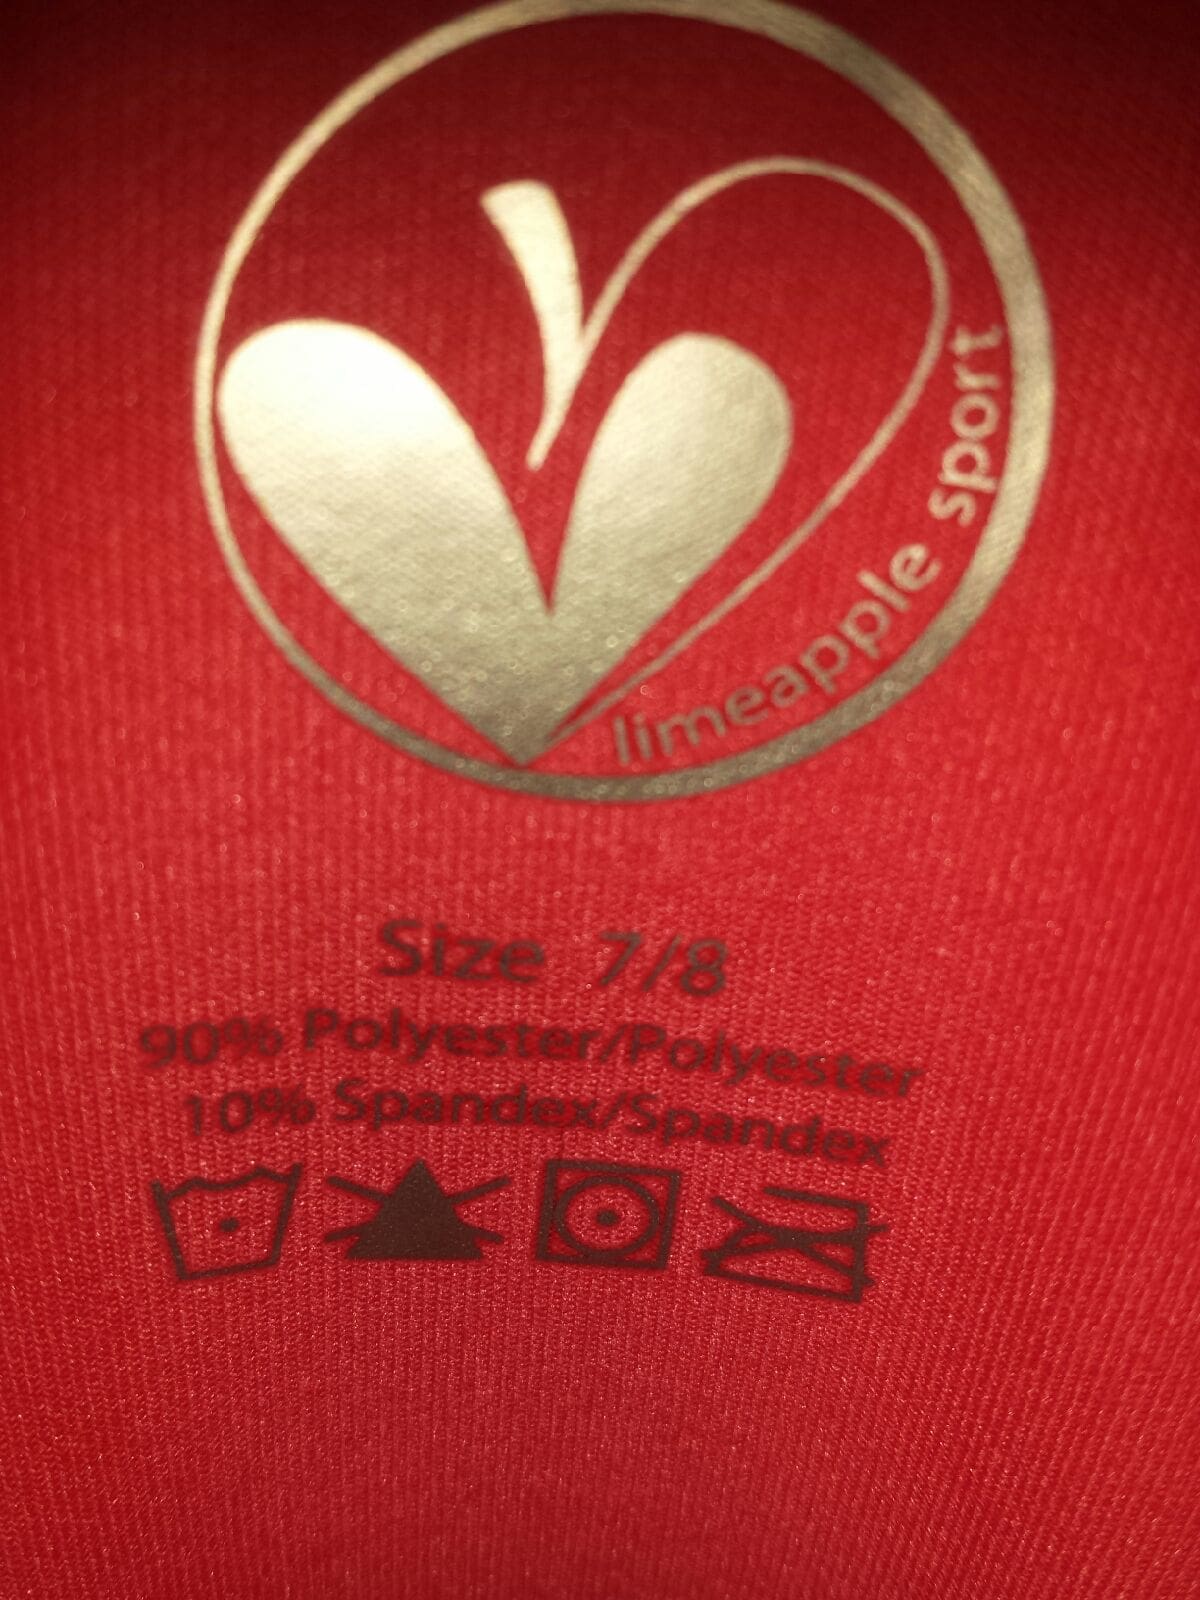 limeapple sport
Size 7/8
90% Polyester/Polyester
10% Spandex/Spandex